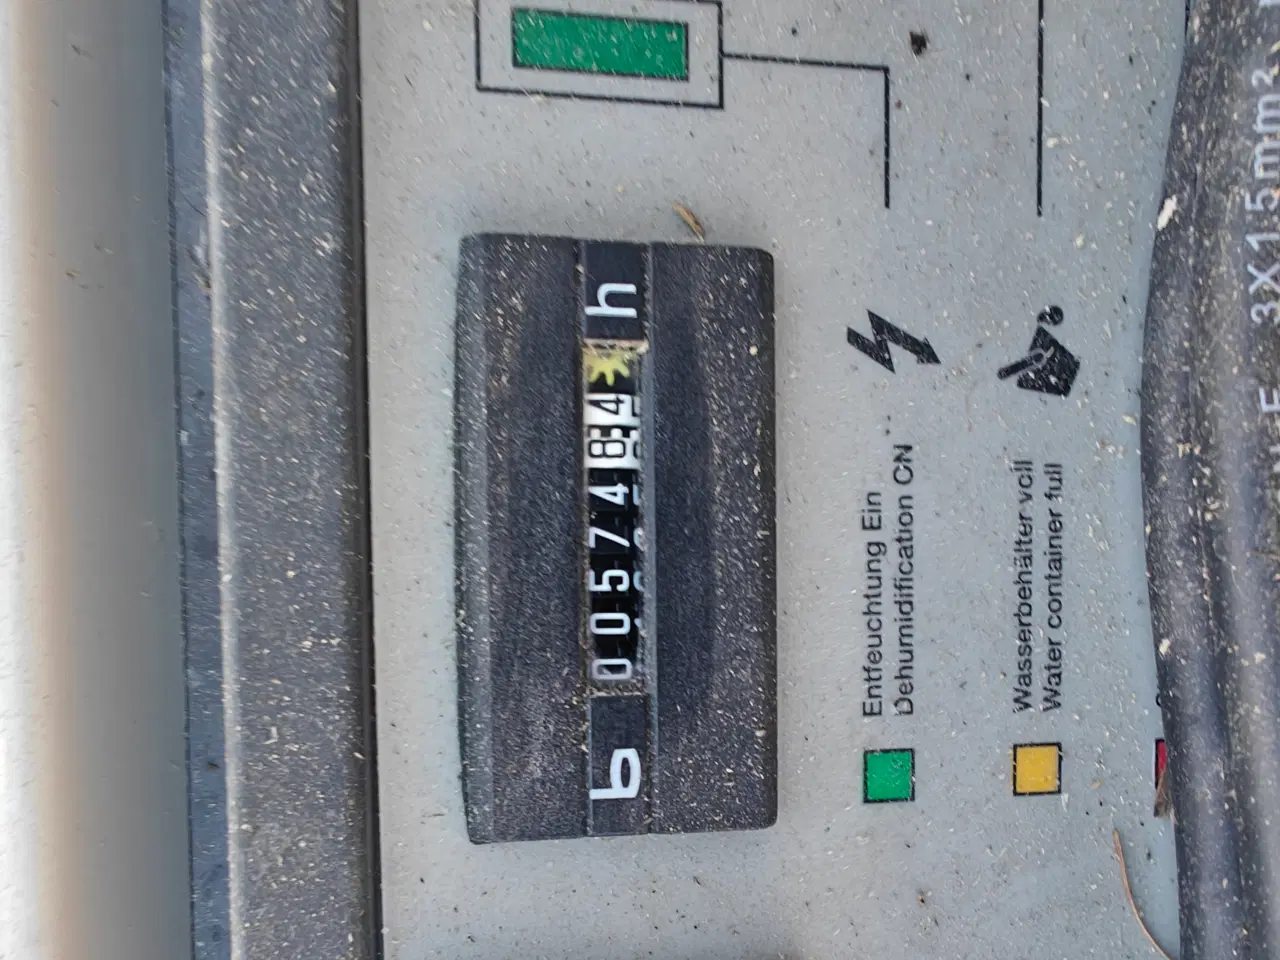 b 0057484 h
Entfeuchtung Ein
Dehumidification ON
Wasserbehälter voll
Water container full
3X1.5mm2